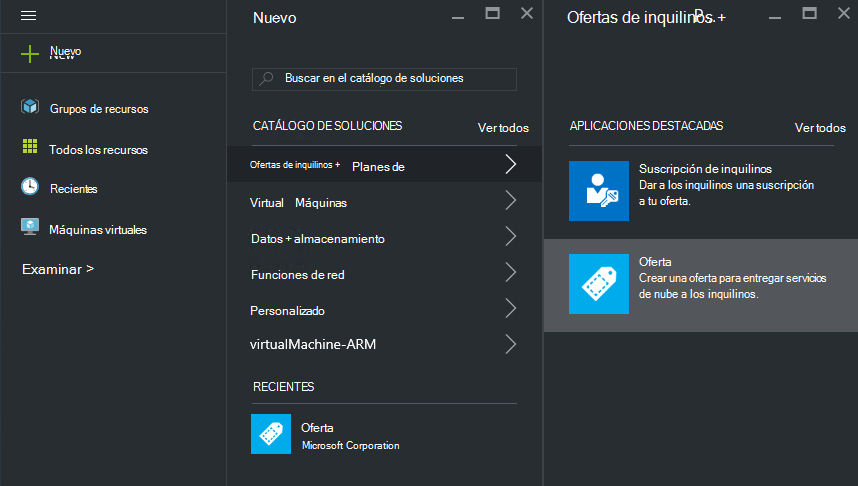 Nuevo
Grupos de recursos
Todos los recursos
Recientes
Máquinas virtuales
Examinar >
Nuevo
Buscar en el catálogo de soluciones
CATÁLOGO DE SOLUCIONES
Ver todos
Ofertas de inquilinos + Planes de
Virtual Máquinas
Datos + almacenamiento
Funciones de red
Personalizado
virtualMachine-ARM
RECIENTES
Oferta
Microsoft Corporation
Ofertas de inquilinos +
APLICACIONES DESTACADAS
Ver todos
Suscripción de inquilinos
Dar a los inquilinos una suscripción
a tu oferta.
Oferta
Crear una oferta para entregar servicios
de nube a los inquilinos.